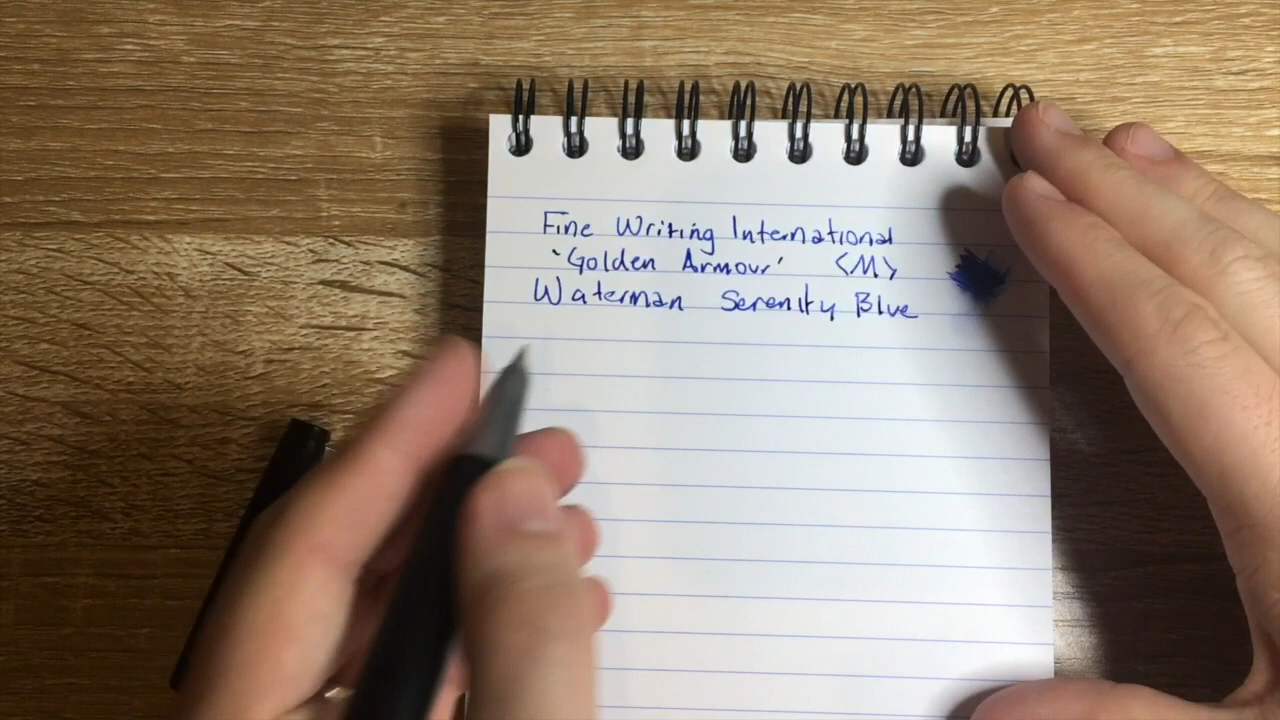 Fine Writing International
'Golden Armour' <M>
Waterman Serenity Blue